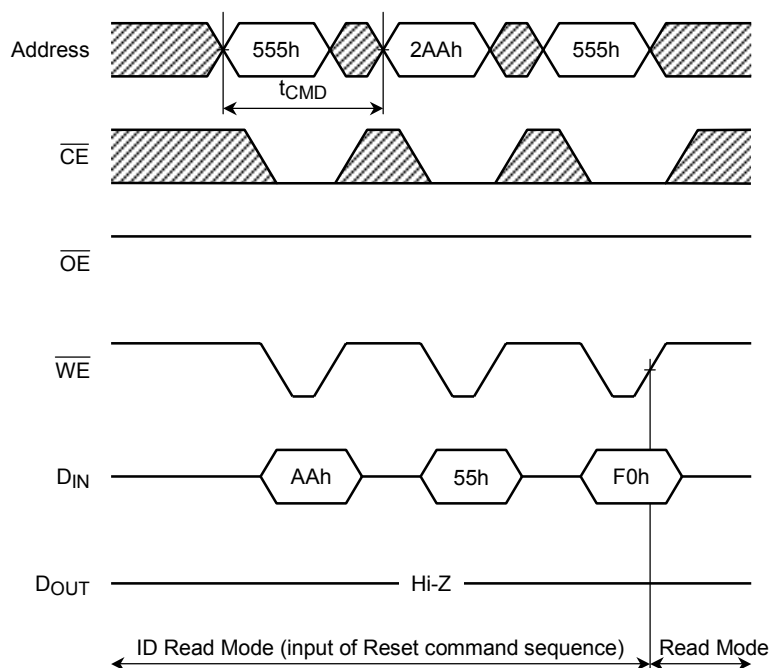 Address 555h 2AAh 555h
tCMD
CE
OE
WE
DIN AAh 55h F0h
DOUT Hi-Z
ID Read Mode (input of Reset command sequence) Read Mode